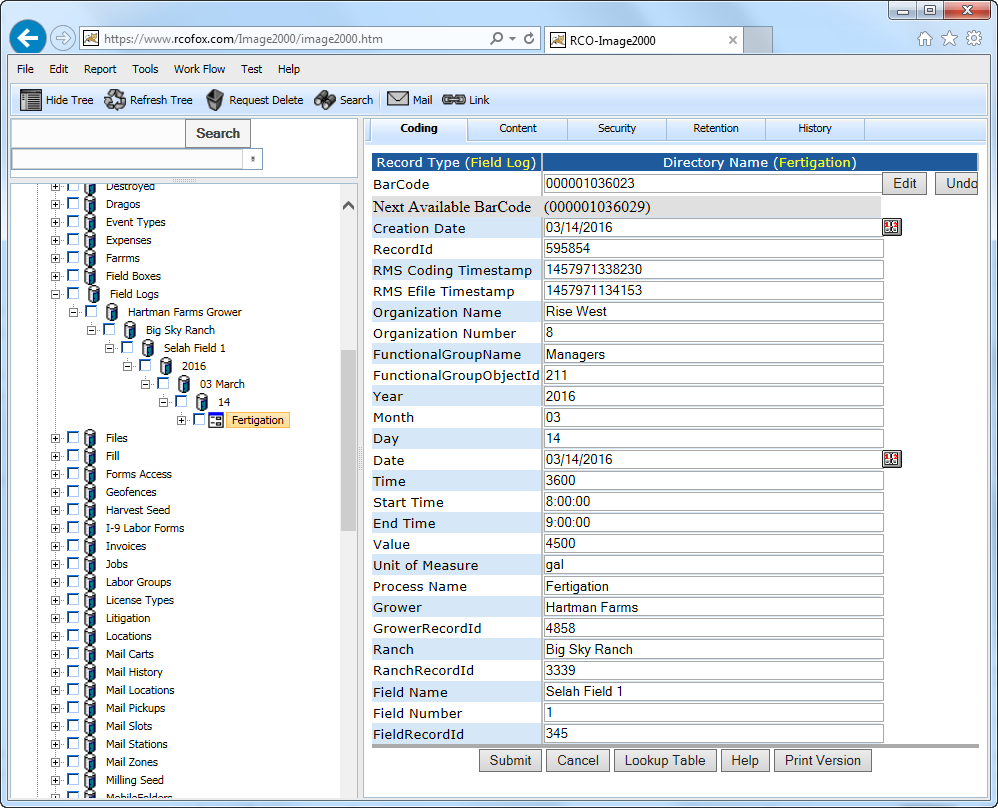 https://www.rcofox.com/Image2000/image2000.htm
RCO-Image2000
File Edit Report Tools Work Flow Test Help
Hide Tree Refresh Tree Request Delete Search Mail Link
Search
Destroyed
Dragos
Event Types
Expenses
Farrms
Field Boxes
Field Logs
Hartman Farms Grower
Big Sky Ranch
Selah Field 1
2016
03 March
14
Fertigation
Files
Fill
Forms Access
Geofences
Harvest Seed
I-9 Labor Forms
Invoices
Jobs
Labor Groups
License Types
Litigation
Locations
Mail Carts
Mail History
Mail Locations
Mail Pickups
Mail Slots
Mail Stations
Mail Zones
Milling Seed
MobileFolders
Coding Content Security Retention History
Record Type (Field Log) Directory Name (Fertigation)
BarCode 000001036023 Edit Undo
Next Available BarCode (000001036029)
Creation Date 03/14/2016
RecordId 595854
RMS Coding Timestamp 1457971338230
RMS Efile Timestamp 1457971134153
Organization Name Rise West
Organization Number 8
FunctionalGroupName Managers
FunctionalGroupObjectId 211
Year 2016
Month 03
Day 14
Date 03/14/2016
Time 3600
Start Time 8:00:00
End Time 9:00:00
Value 4500
Unit of Measure gal
Process Name Fertigation
Grower Hartman Farms
GrowerRecordId 4858
Ranch Big Sky Ranch
RanchRecordId 3339
Field Name Selah Field 1
Field Number 1
FieldRecordId 345
Submit Cancel Lookup Table Help Print Version